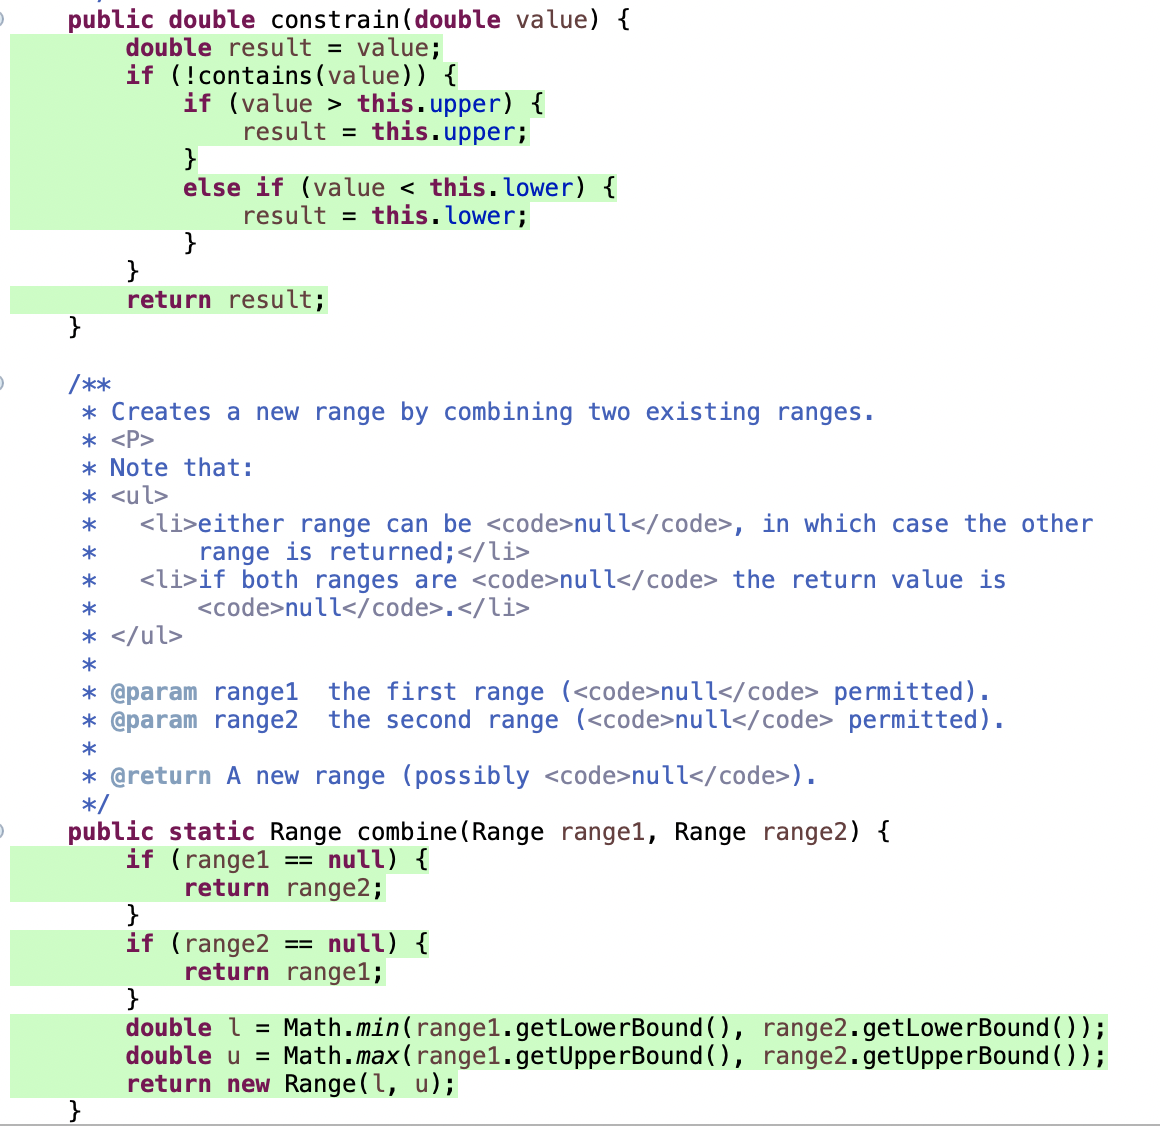 public double constrain(double value) {
double result = value;
if (!contains(value)) {
if (value > this.upper) {
result = this.upper;
}
else if (value < this.lower) {
result = this.lower;
}
}
return result;
}
/**
* Creates a new range by combining two existing ranges.
* <P>
* Note that:
* <ul>
*   <li>either range can be <code>null</code>, in which case the other
*       range is returned;</li>
*   <li>if both ranges are <code>null</code> the return value is
*       <code>null</code>.</li>
* </ul>
*
* @param range1  the first range (<code>null</code> permitted).
* @param range2  the second range (<code>null</code> permitted).
*
* @return A new range (possibly <code>null</code>).
*/
public static Range combine(Range range1, Range range2) {
if (range1 == null) {
return range2;
}
if (range2 == null) {
return range1;
}
double l = Math.min(range1.getLowerBound(), range2.getLowerBound());
double u = Math.max(range1.getUpperBound(), range2.getUpperBound());
return new Range(l, u);
}